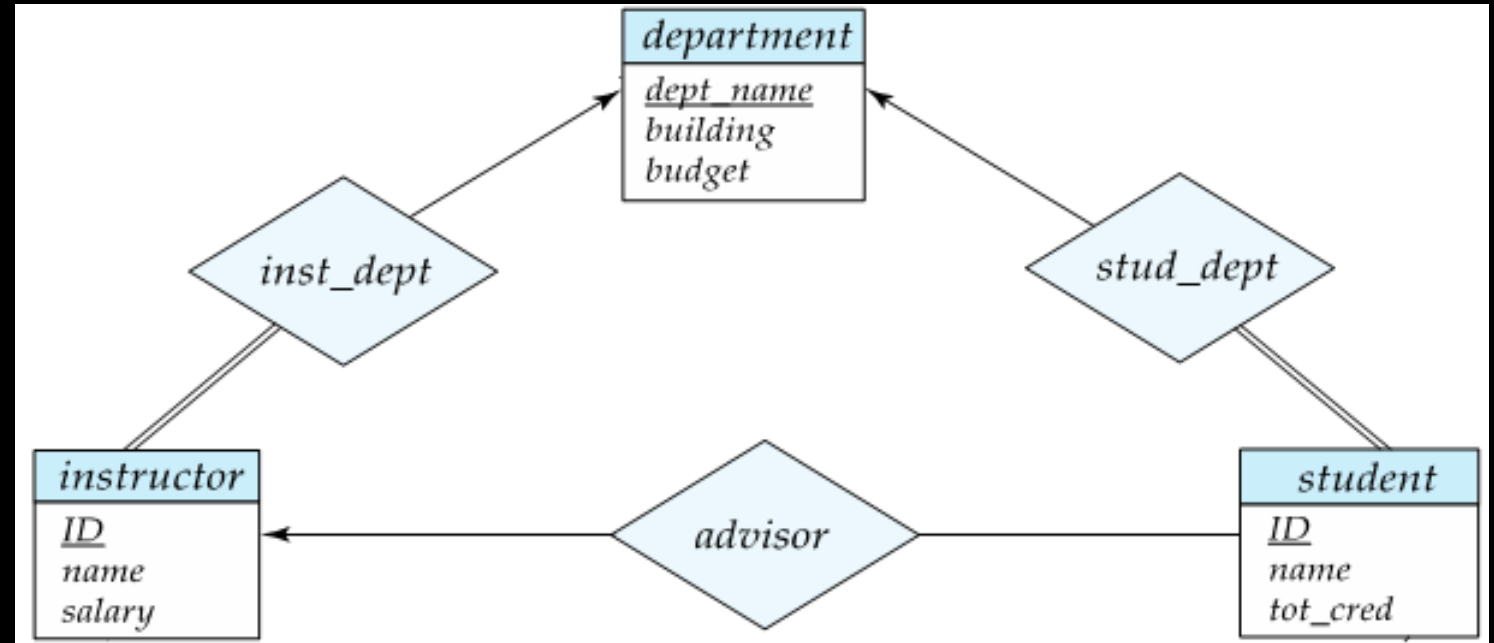 department
dept_name
building
budget
inst_dept
stud_dept
instructor
ID
name
salary
advisor
student
ID
name
tot_cred